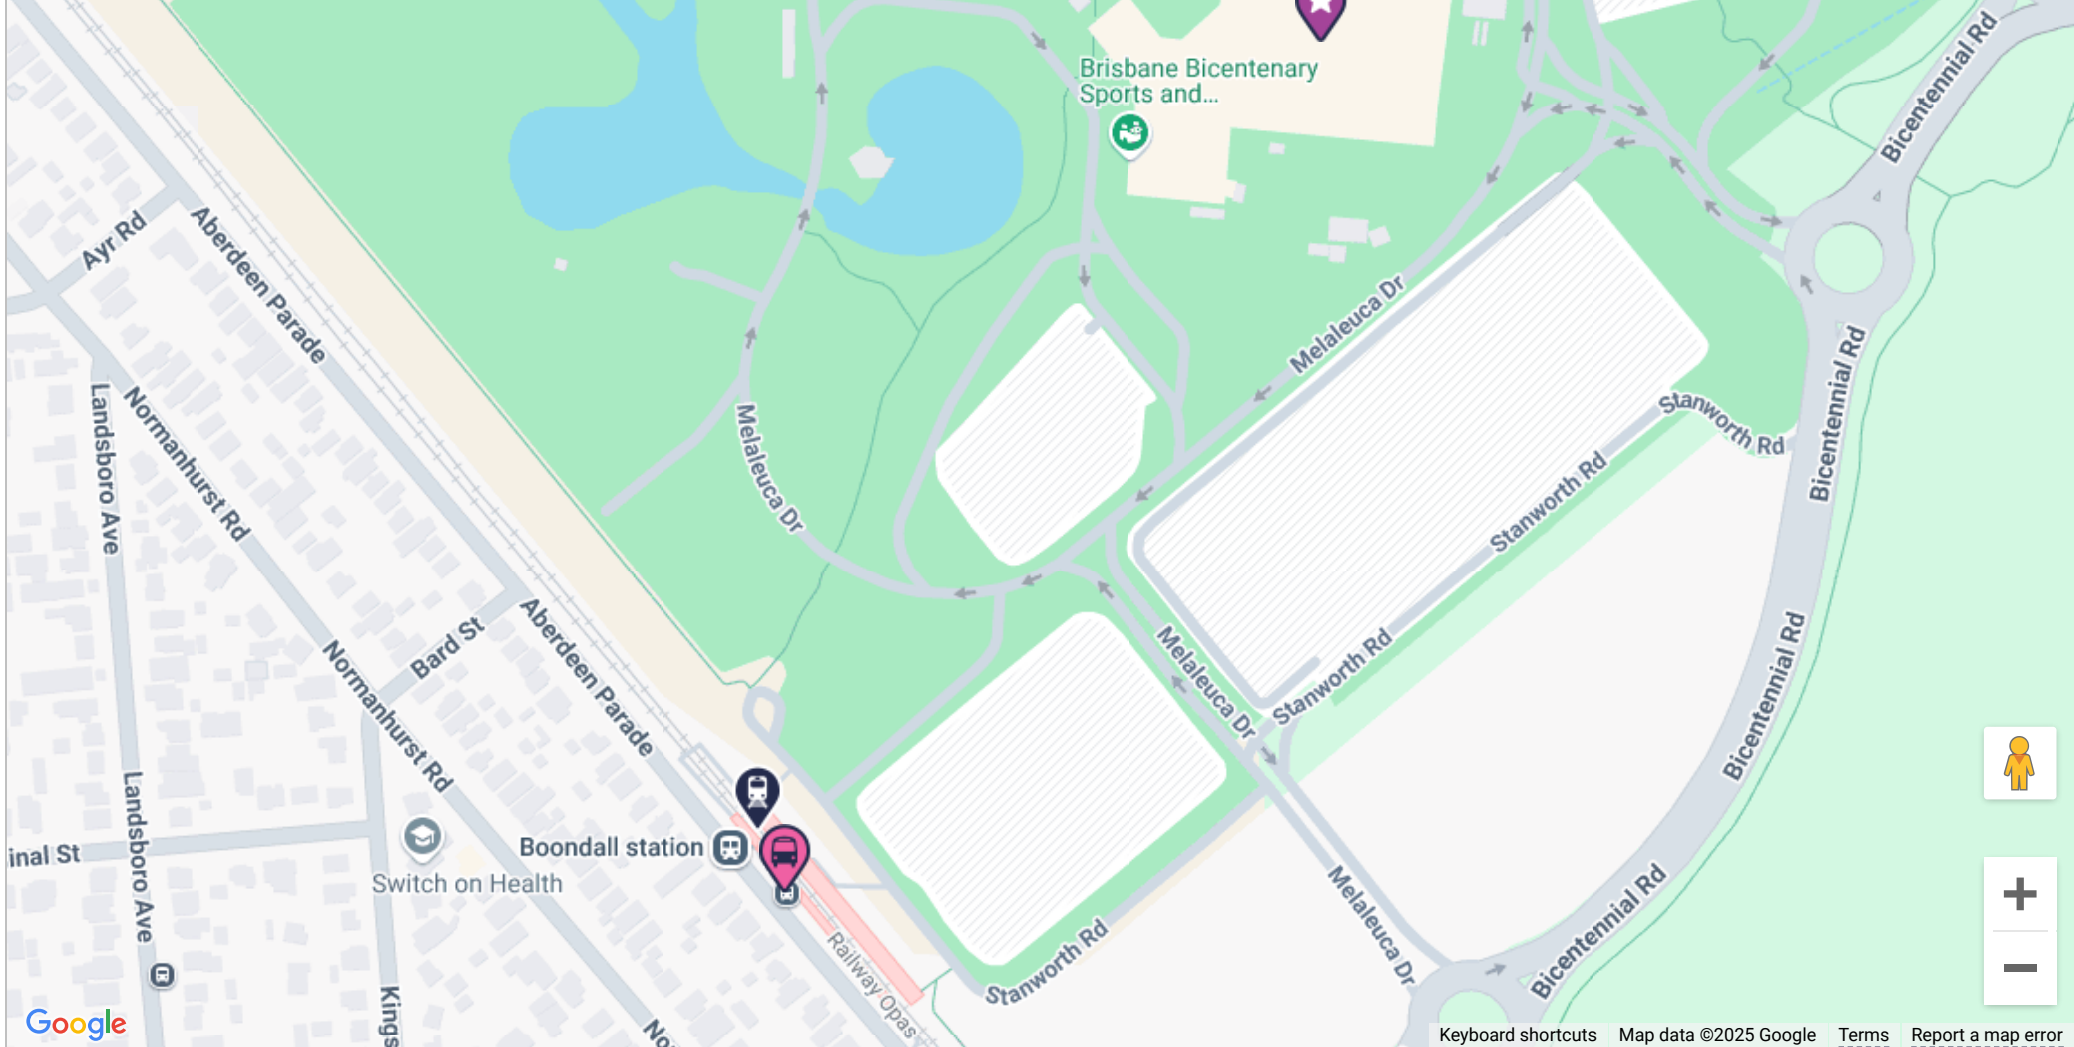 Brisbane Bicentenary
Sports and...
Bicentennial Rd
Ayr Rd
Aberdeen Parade
Melaleuca Dr
Bicentennial Rd
Stanworth Rd
Landsboro Ave
Normanhurst Rd
Melaleuca Dr
Stanworth Rd
Bard St
Aberdeen Parade
Melaleuca Dr
Stanworth Rd
Bicentennial Rd
Normanhurst Rd
Landsboro Ave
inal St
Boondall station
Switch on Health
Melaleuca Dr
Bicentennial Rd
Railway Opas
Stanworth Rd
Kings
No
Google
Keyboard shortcuts
Map data ©2025 Google
Terms
Report a map error